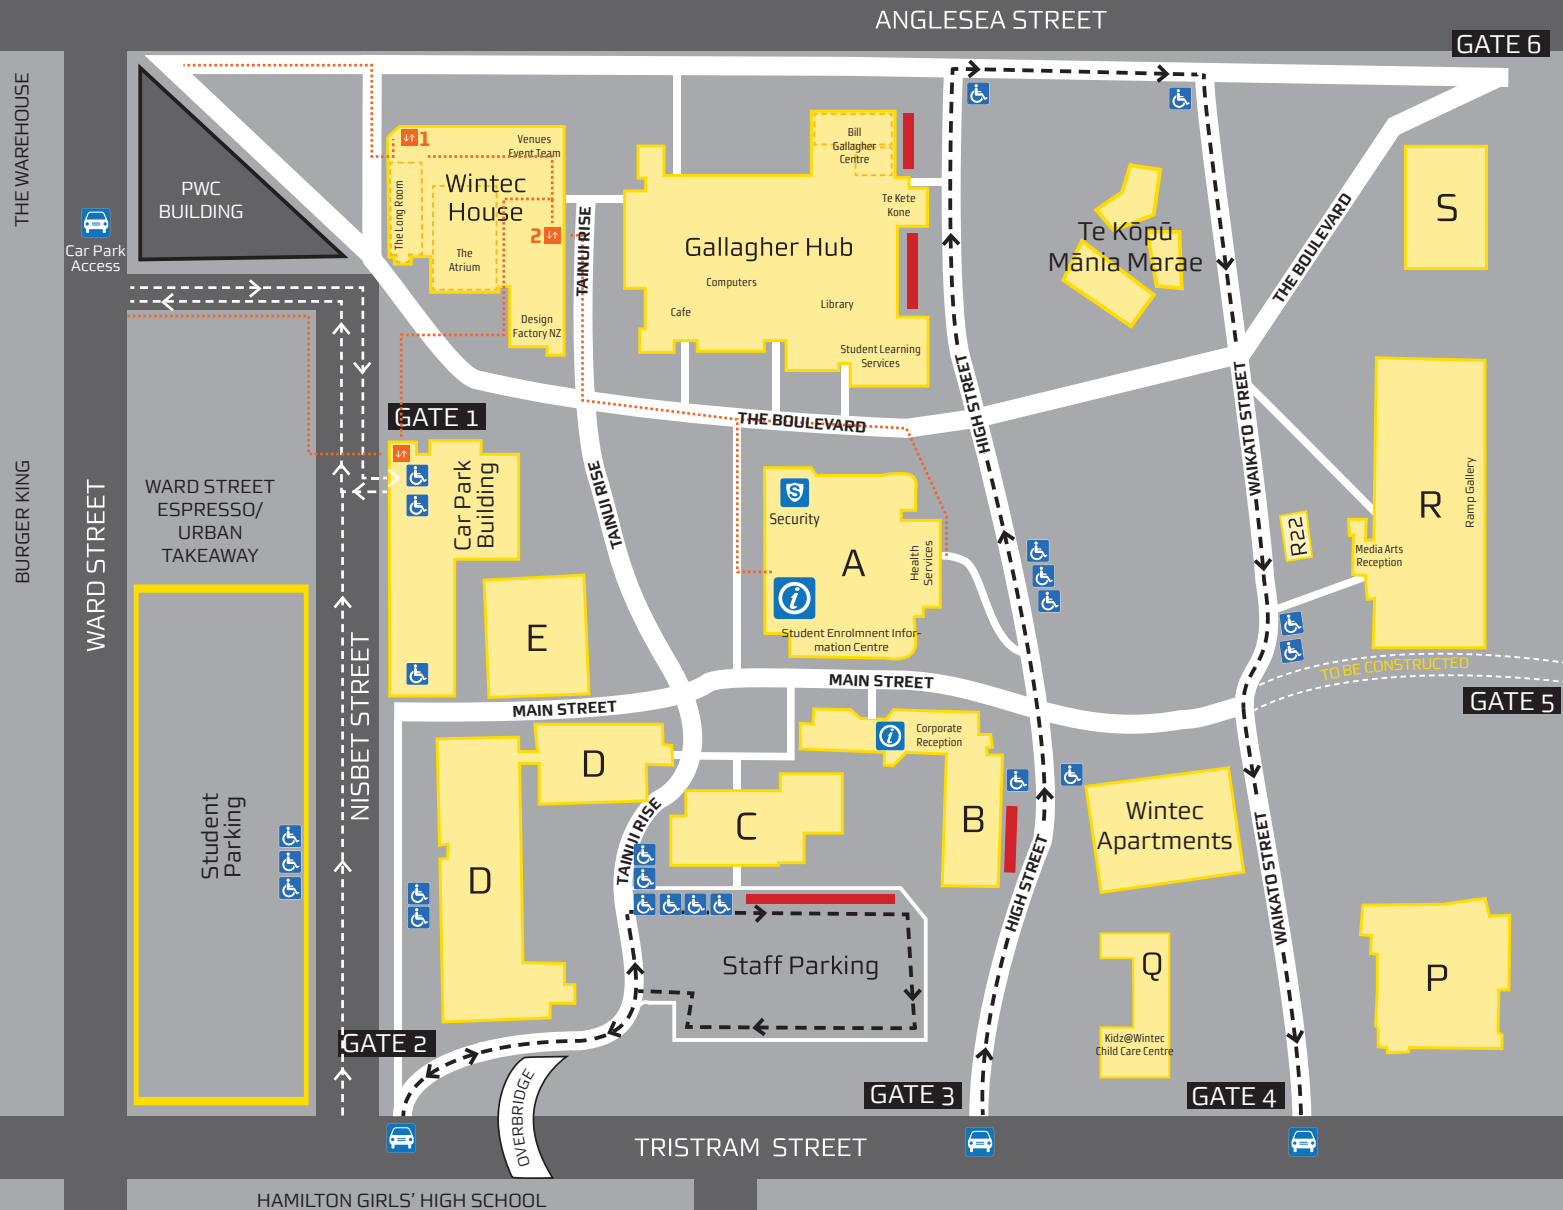 ANGLESEA STREET
GATE 6
THE WAREHOUSE
PWC
BUILDING
Car Park
Access
1
Venues
Event Team
Wintec
House
The Long Room
The
Atrium
2
Design
Factory NZ
TAINUI RISE
Bill
Gallagher
Centre
Te Kete
Kone
Gallagher Hub
Computers
Cafe
Library
Student Learning
Services
Te Kōpū
Mānia Marae
THE BOULEVARD
S
GATE 1
THE BOULEVARD
HIGH STREET
WAIKATO STREET
BURGER KING
WARD STREET
WARD STREET
ESPRESSO/
URBAN
TAKEAWAY
Car Park
Building
TAINUI RISE
S
Security
A
Health
Services
i
Student Enrolmnent Infor-
mation Centre
R22
R
Ramp Gallery
Media Arts
Reception
E
NISBET STREET
TO BE CONSTRUCTED
GATE 5
MAIN STREET
MAIN STREET
i
Corporate
Reception
D
D
C
B
TAINUI RISE
HIGH STREET
Wintec
Apartments
WAIKATO STREET
Student
Parking
Staff Parking
Q
Kidz@Wintec
Child Care Centre
P
GATE 2
GATE 3
GATE 4
OVERBRIDGE
TRISTRAM STREET
HAMILTON GIRLS' HIGH SCHOOL